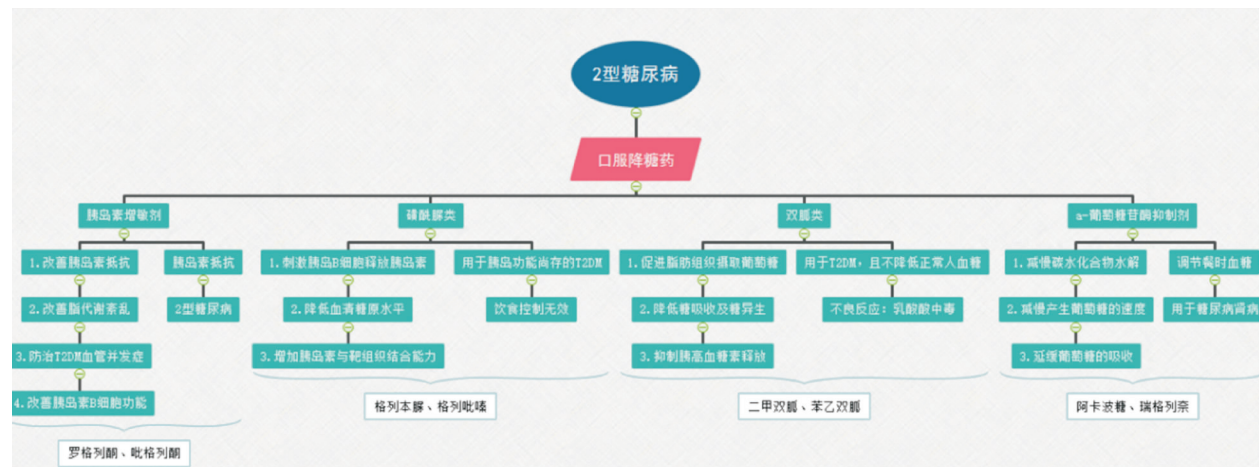 2型糖尿病
口服降糖药
胰岛素增敏剂
磺酰脲类
双胍类
a-葡萄糖苷酶抑制剂
1.改善胰岛素抵抗
胰岛素抵抗
1.刺激胰岛B细胞释放胰岛素
用于胰岛功能尚存的T2DM
1.促进脂肪组织摄取葡萄糖
用于T2DM，且不降低正常人血糖
1.减慢碳水化合物水解
调节餐时血糖
2.改善脂代谢紊乱
2型糖尿病
2.降低血清糖原水平
饮食控制无效
2.降低糖吸收及糖异生
不良反应：乳酸酸中毒
2.减慢产生葡萄糖的速度
用于糖尿病肾病
3.防治T2DM血管并发症
3.增加胰岛素与靶组织结合能力
3.抑制胰高血糖素释放
3.延缓葡萄糖的吸收
4.改善胰岛素B细胞功能
格列本脲、格列吡嗪
二甲双胍、苯乙双胍
阿卡波糖、瑞格列奈
罗格列酮、吡格列酮